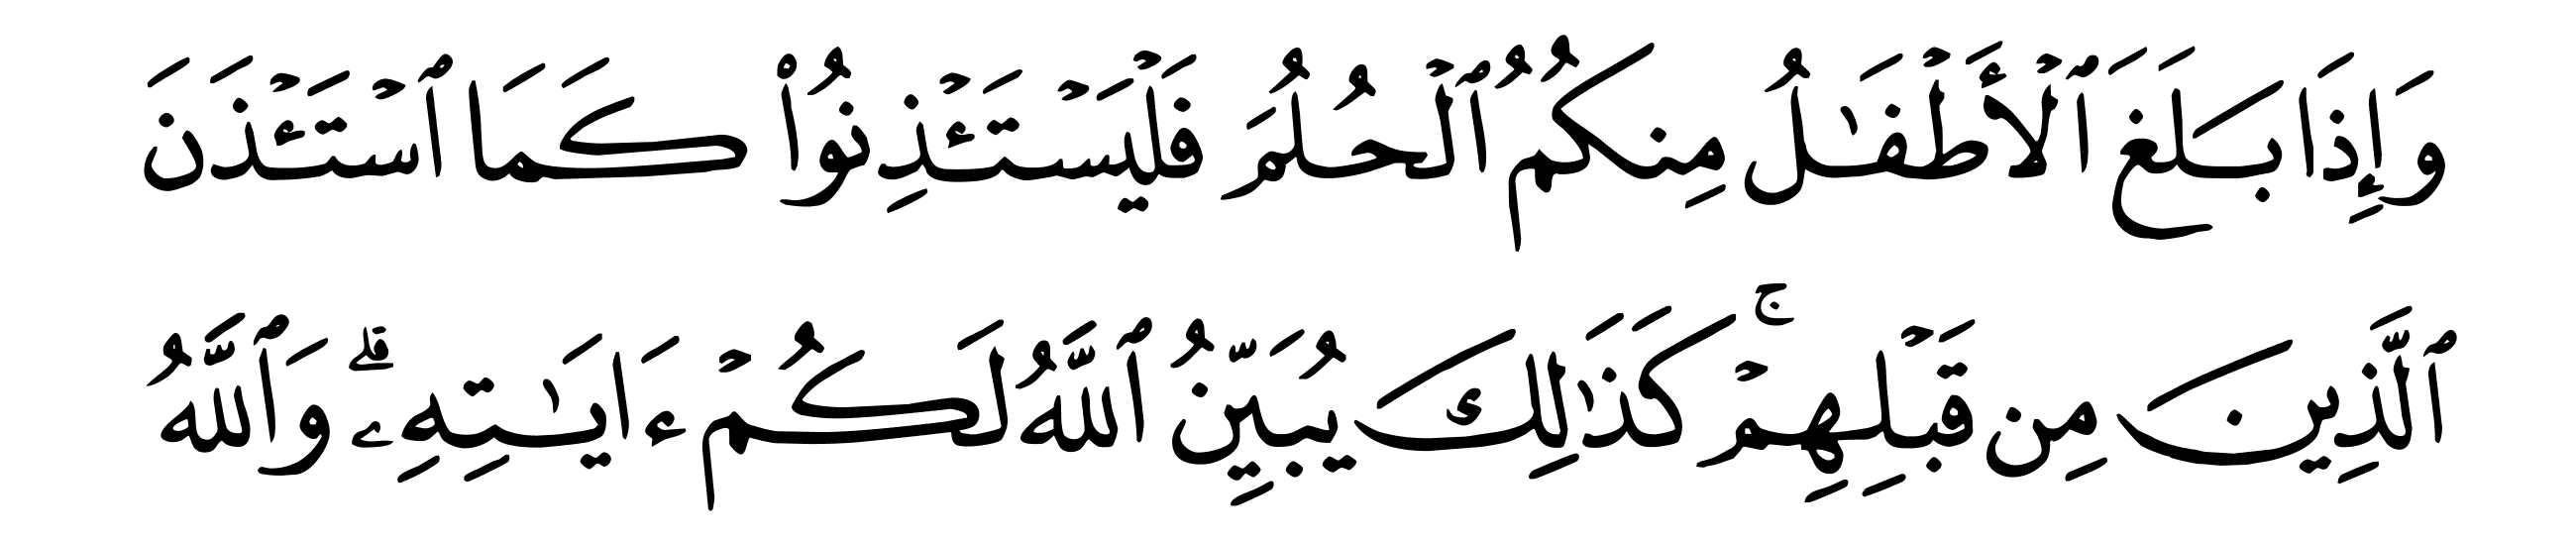 وَإِذَا بَلَغَ ٱلْأَطْفَـٰلُ مِنكُمُ ٱلْحُلُمَ فَلْيَسْتَـْٔذِنُوا۟ كَمَا ٱسْتَـْٔذَنَ
ٱلَّذِينَ مِن قَبْلِهِمْ ۚ كَذَٰلِكَ يُبَيِّنُ ٱللَّهُ لَكُمْ ءَايَـٰتِهِۦ ۗ وَٱللَّهُ